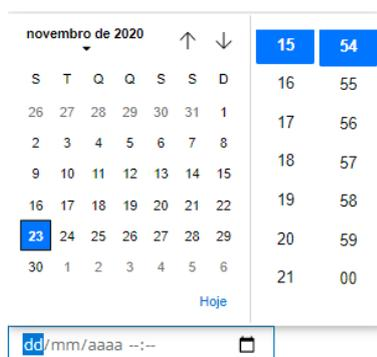 novembro de 2020
S T Q Q S S D
26 27 28 29 30 31 1
2 3 4 5 6 7 8
9 10 11 12 13 14 15
16 17 18 19 20 21 22
23 24 25 26 27 28 29
30 1 2 3 4 5 6
Hoje
15 54
16 55
17 56
18 57
19 58
20 59
21 00
dd/mm/aaaa --:--